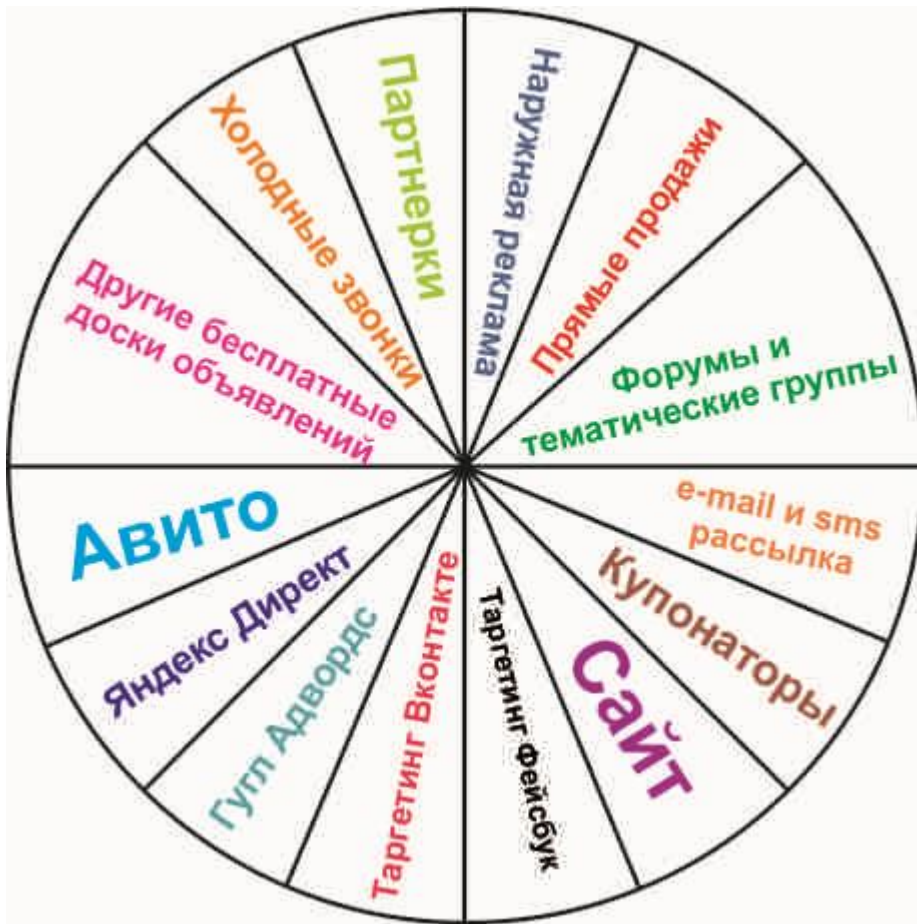 Наружная реклама
Прямые продажи
Форумы и
тематические группы
e-mail и sms
рассылка
Купонаторы
Сайт
Таргетинг Фейсбук
Таргетинг Вконтакте
Гугл Адвордс
Яндекс Директ
Авито
Другие бесплатные
доски объявлений
Холодные звонки
Партнерки